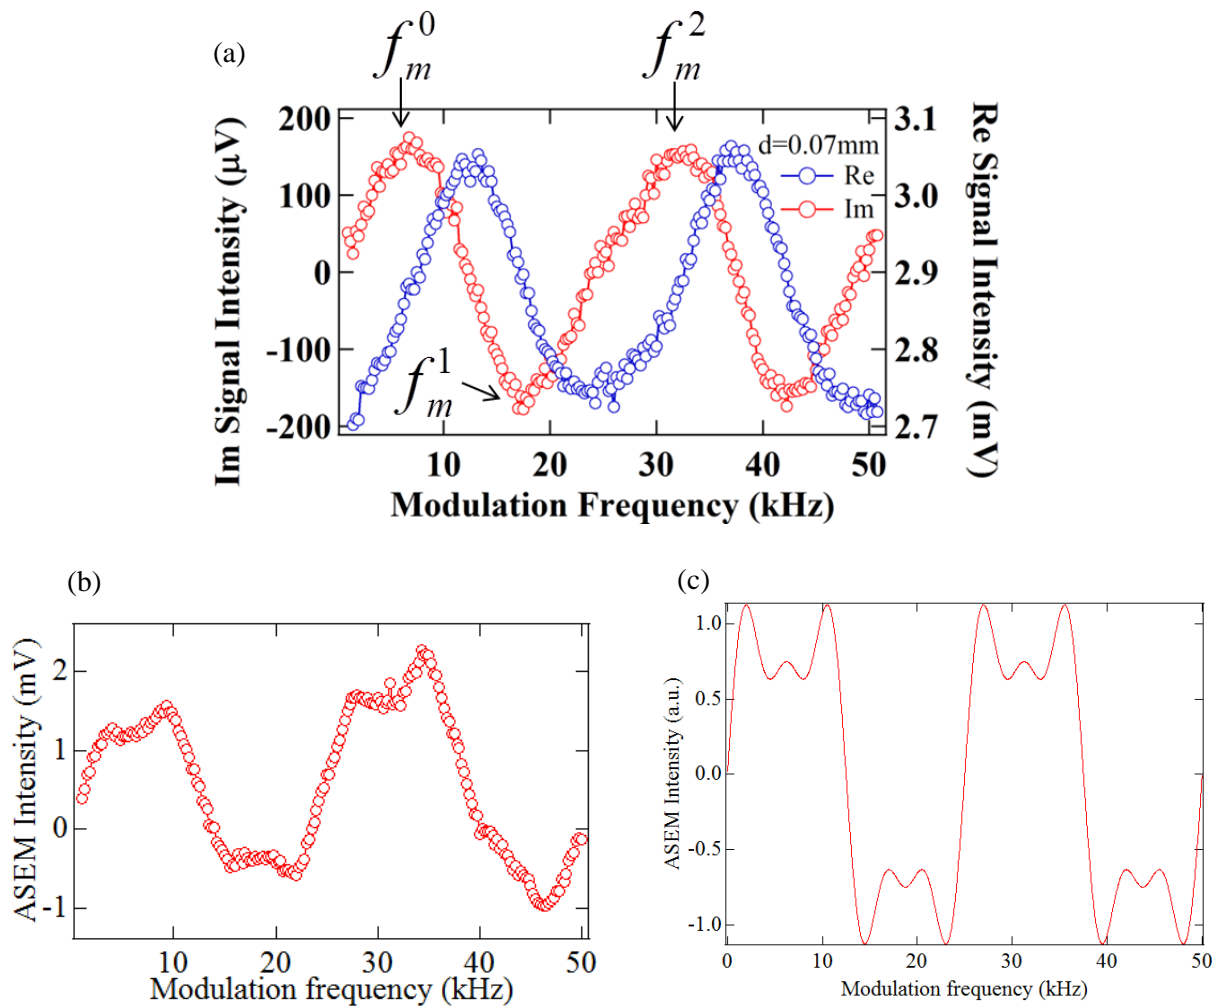 (a)
f_m^0
f_m^2
200
100
0
-100
-200
3.1
3.0
2.9
2.8
2.7
d=0.07mm
Re
Im
f_m^1
Im Signal Intensity (μV)
Re Signal Intensity (mV)
10 20 30 40 50
Modulation Frequency (kHz)
(b)
2
1
0
-1
ASEM Intensity (mV)
10 20 30 40 50
Modulation frequency (kHz)
(c)
1.0
0.5
0.0
-0.5
-1.0
ASEM Intensity (a.u.)
0 10 20 30 40 50
Modulation frequency (kHz)